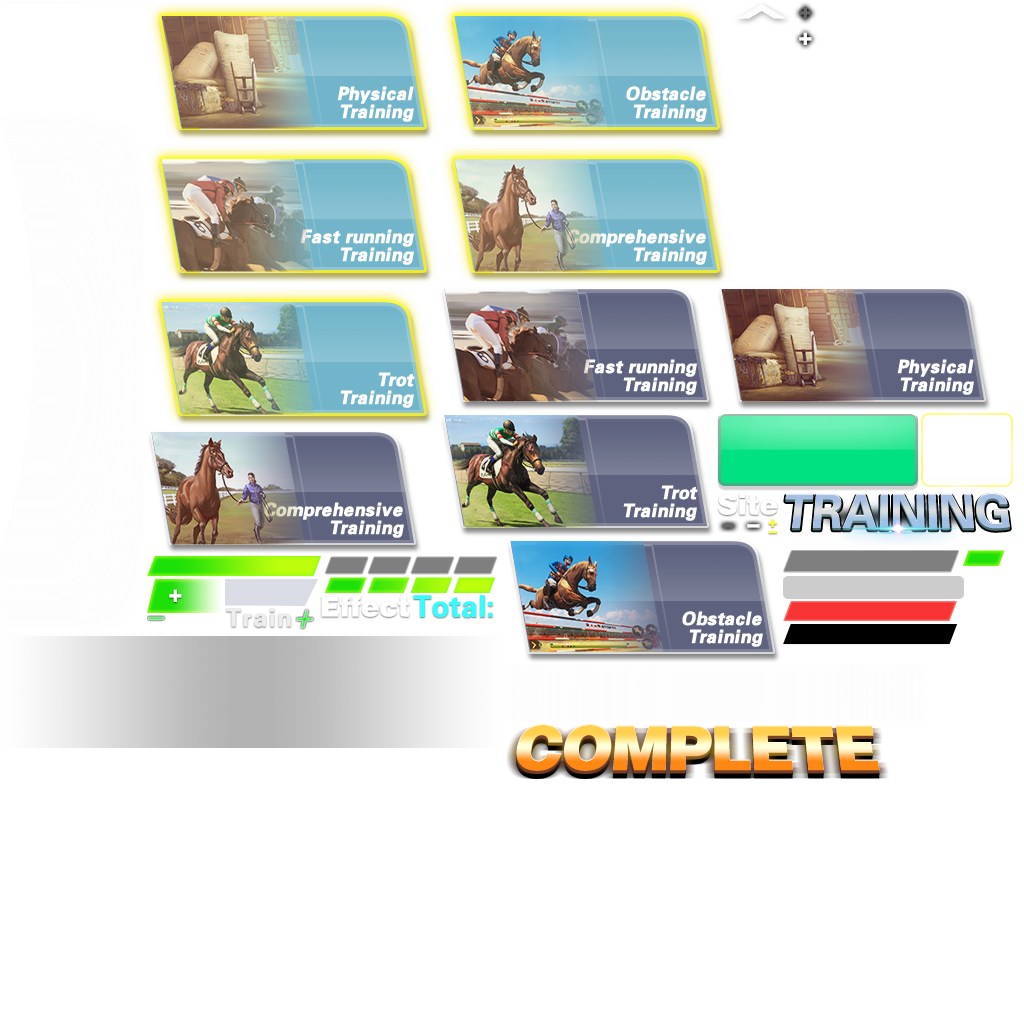 Physical
Training
Obstacle
Training
Fast running
Training
Comprehensive
Training
Trot
Training
Fast running
Training
Physical
Training
Comprehensive
Training
Trot
Training
Site
TRAINING
Train+
Effect
Total:
Obstacle
Training
COMPLETE